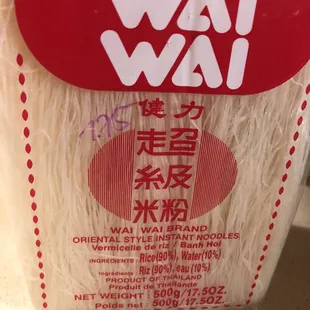 WAI
WAI
健力
超
級
米粉
WAI WAI BRAND
ORIENTAL STYLE INSTANT NOODLES
Vermicelle de riz / Banh Hoi
Ingredients : Rice(90%), Water(10%)
Ingrédients : Riz (90%), eau (10%)
PRODUCT OF THAILAND
Produit de Thaïlande
NET WEIGHT : 500g/17.5OZ.
Poids net : 500g/17.5OZ.